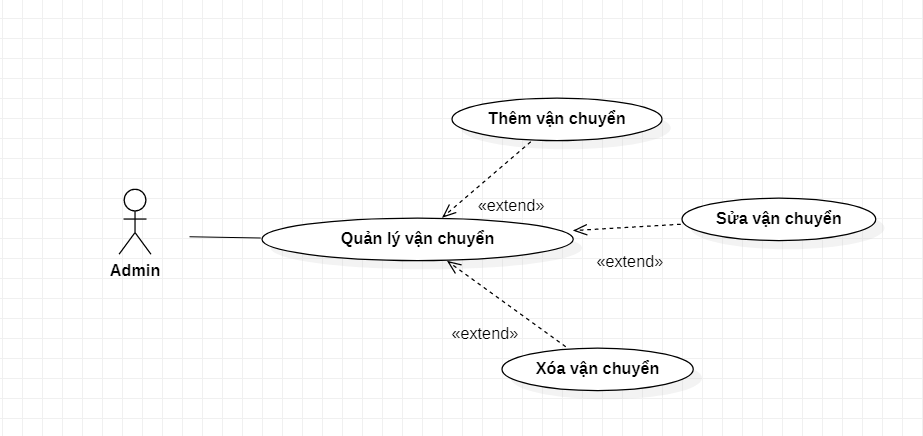 Thêm vận chuyển
«extend»
Sửa vận chuyển
Quản lý vận chuyển
«extend»
Admin
«extend»
Xóa vận chuyển